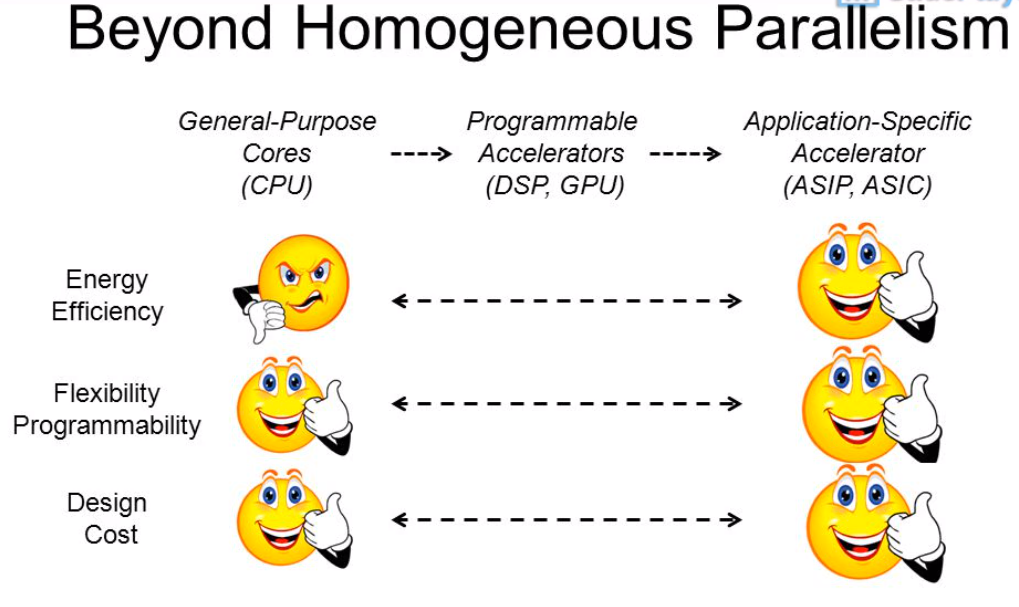 Beyond Homogeneous Parallelism
General-Purpose
Cores
(CPU)
Programmable
Accelerators
(DSP, GPU)
Application-Specific
Accelerator
(ASIP, ASIC)
Energy
Efficiency
Flexibility
Programmability
Design
Cost